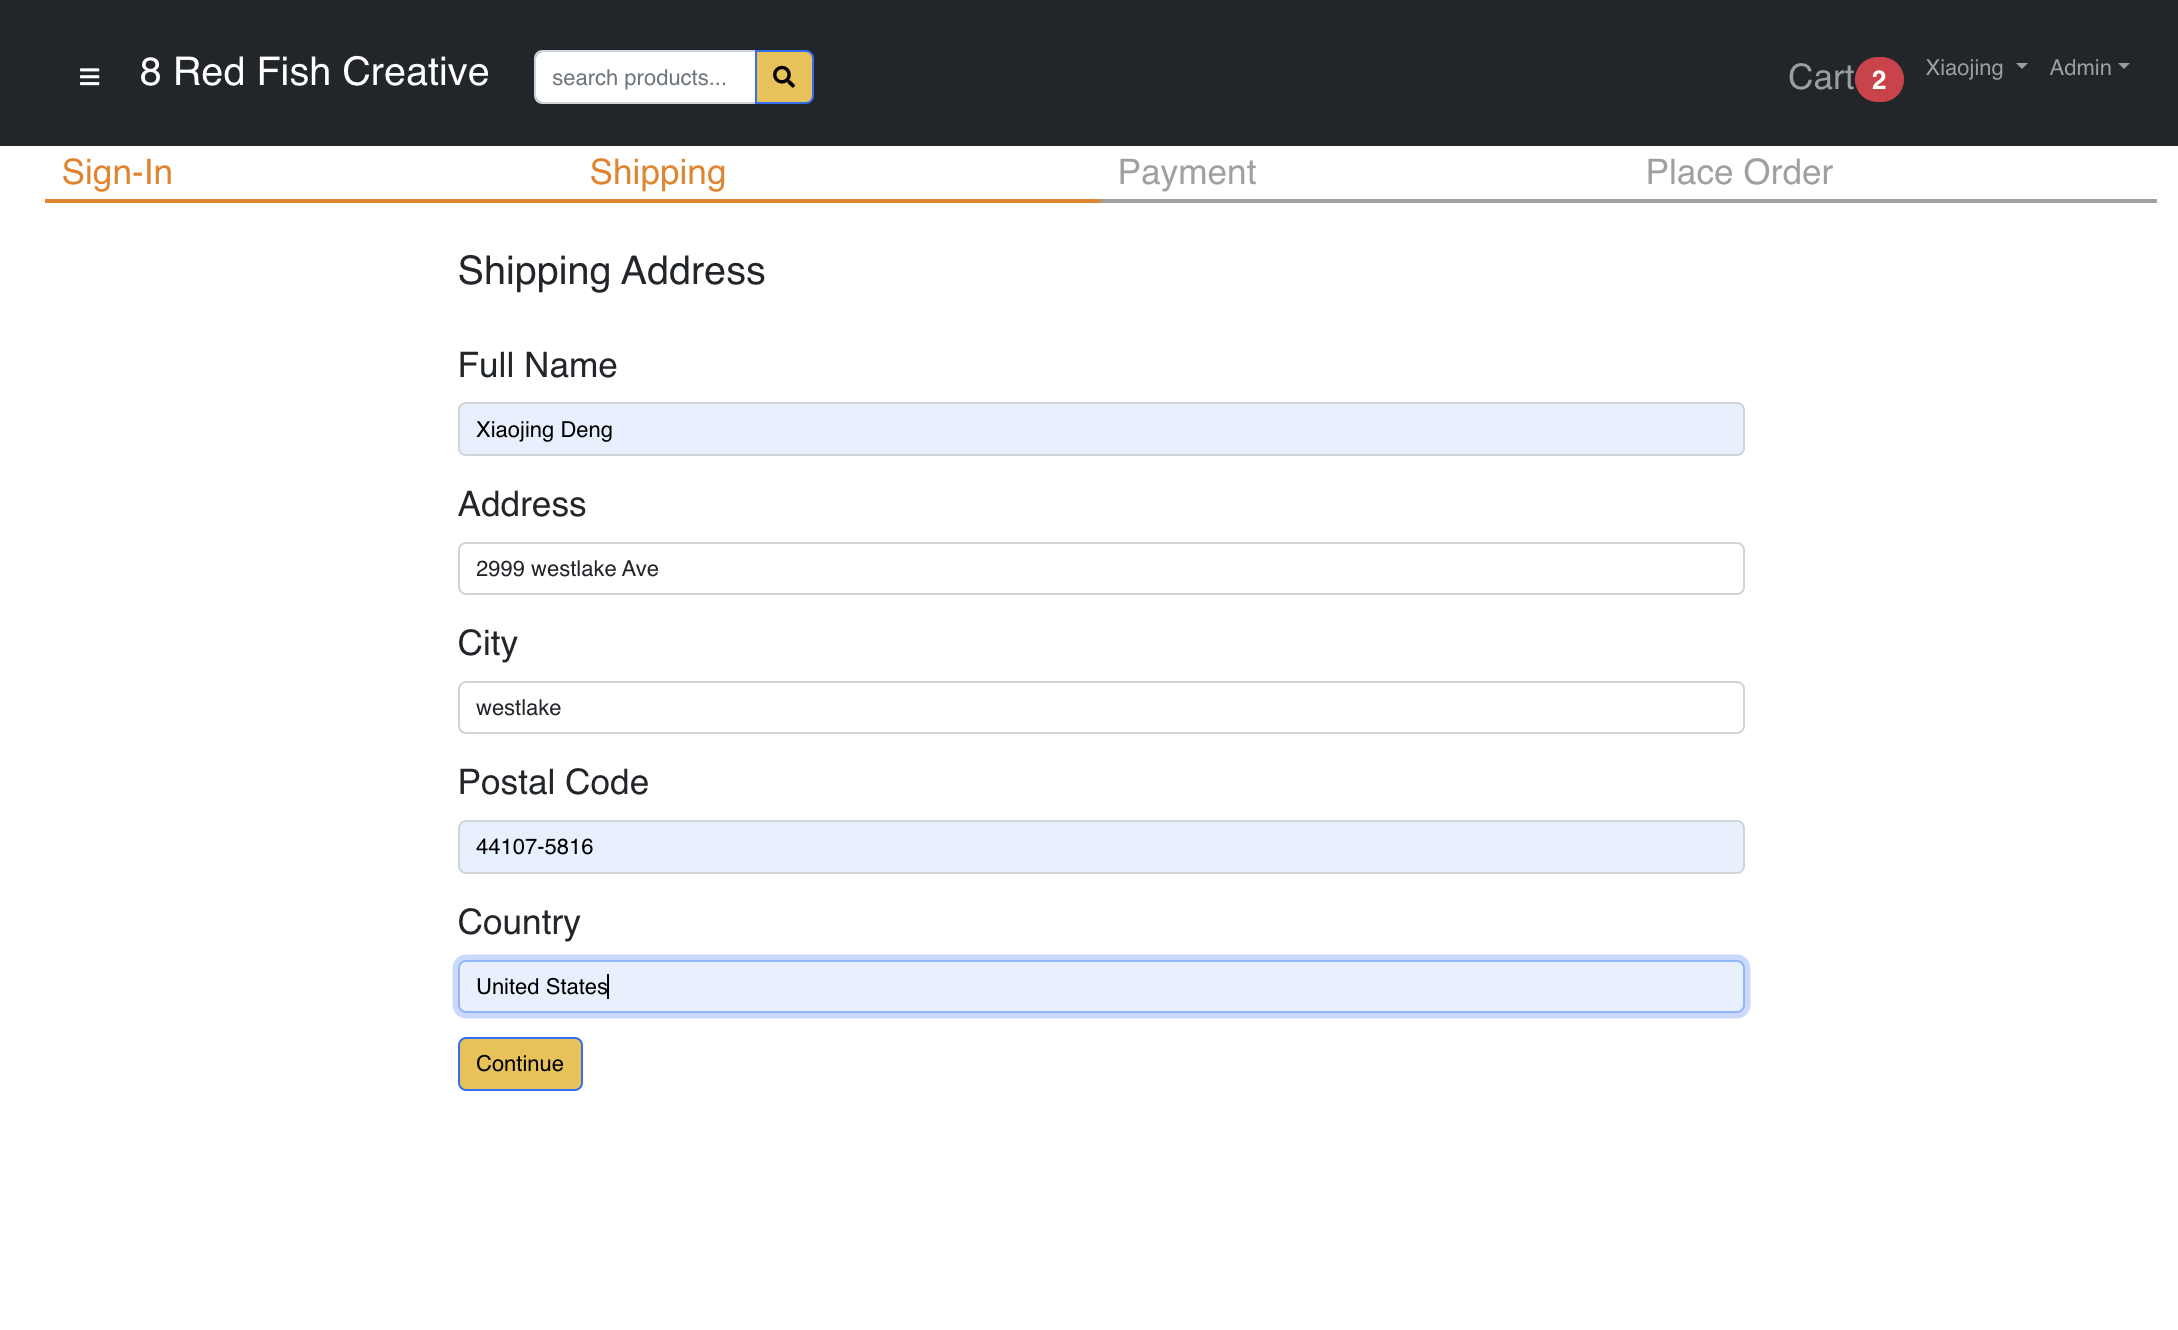 8 Red Fish Creative
search products...
Cart 2
Xiaojing
Admin
Sign-In
Shipping
Payment
Place Order
Shipping Address
Full Name
Xiaojing Deng
Address
2999 westlake Ave
City
westlake
Postal Code
44107-5816
Country
United States
Continue